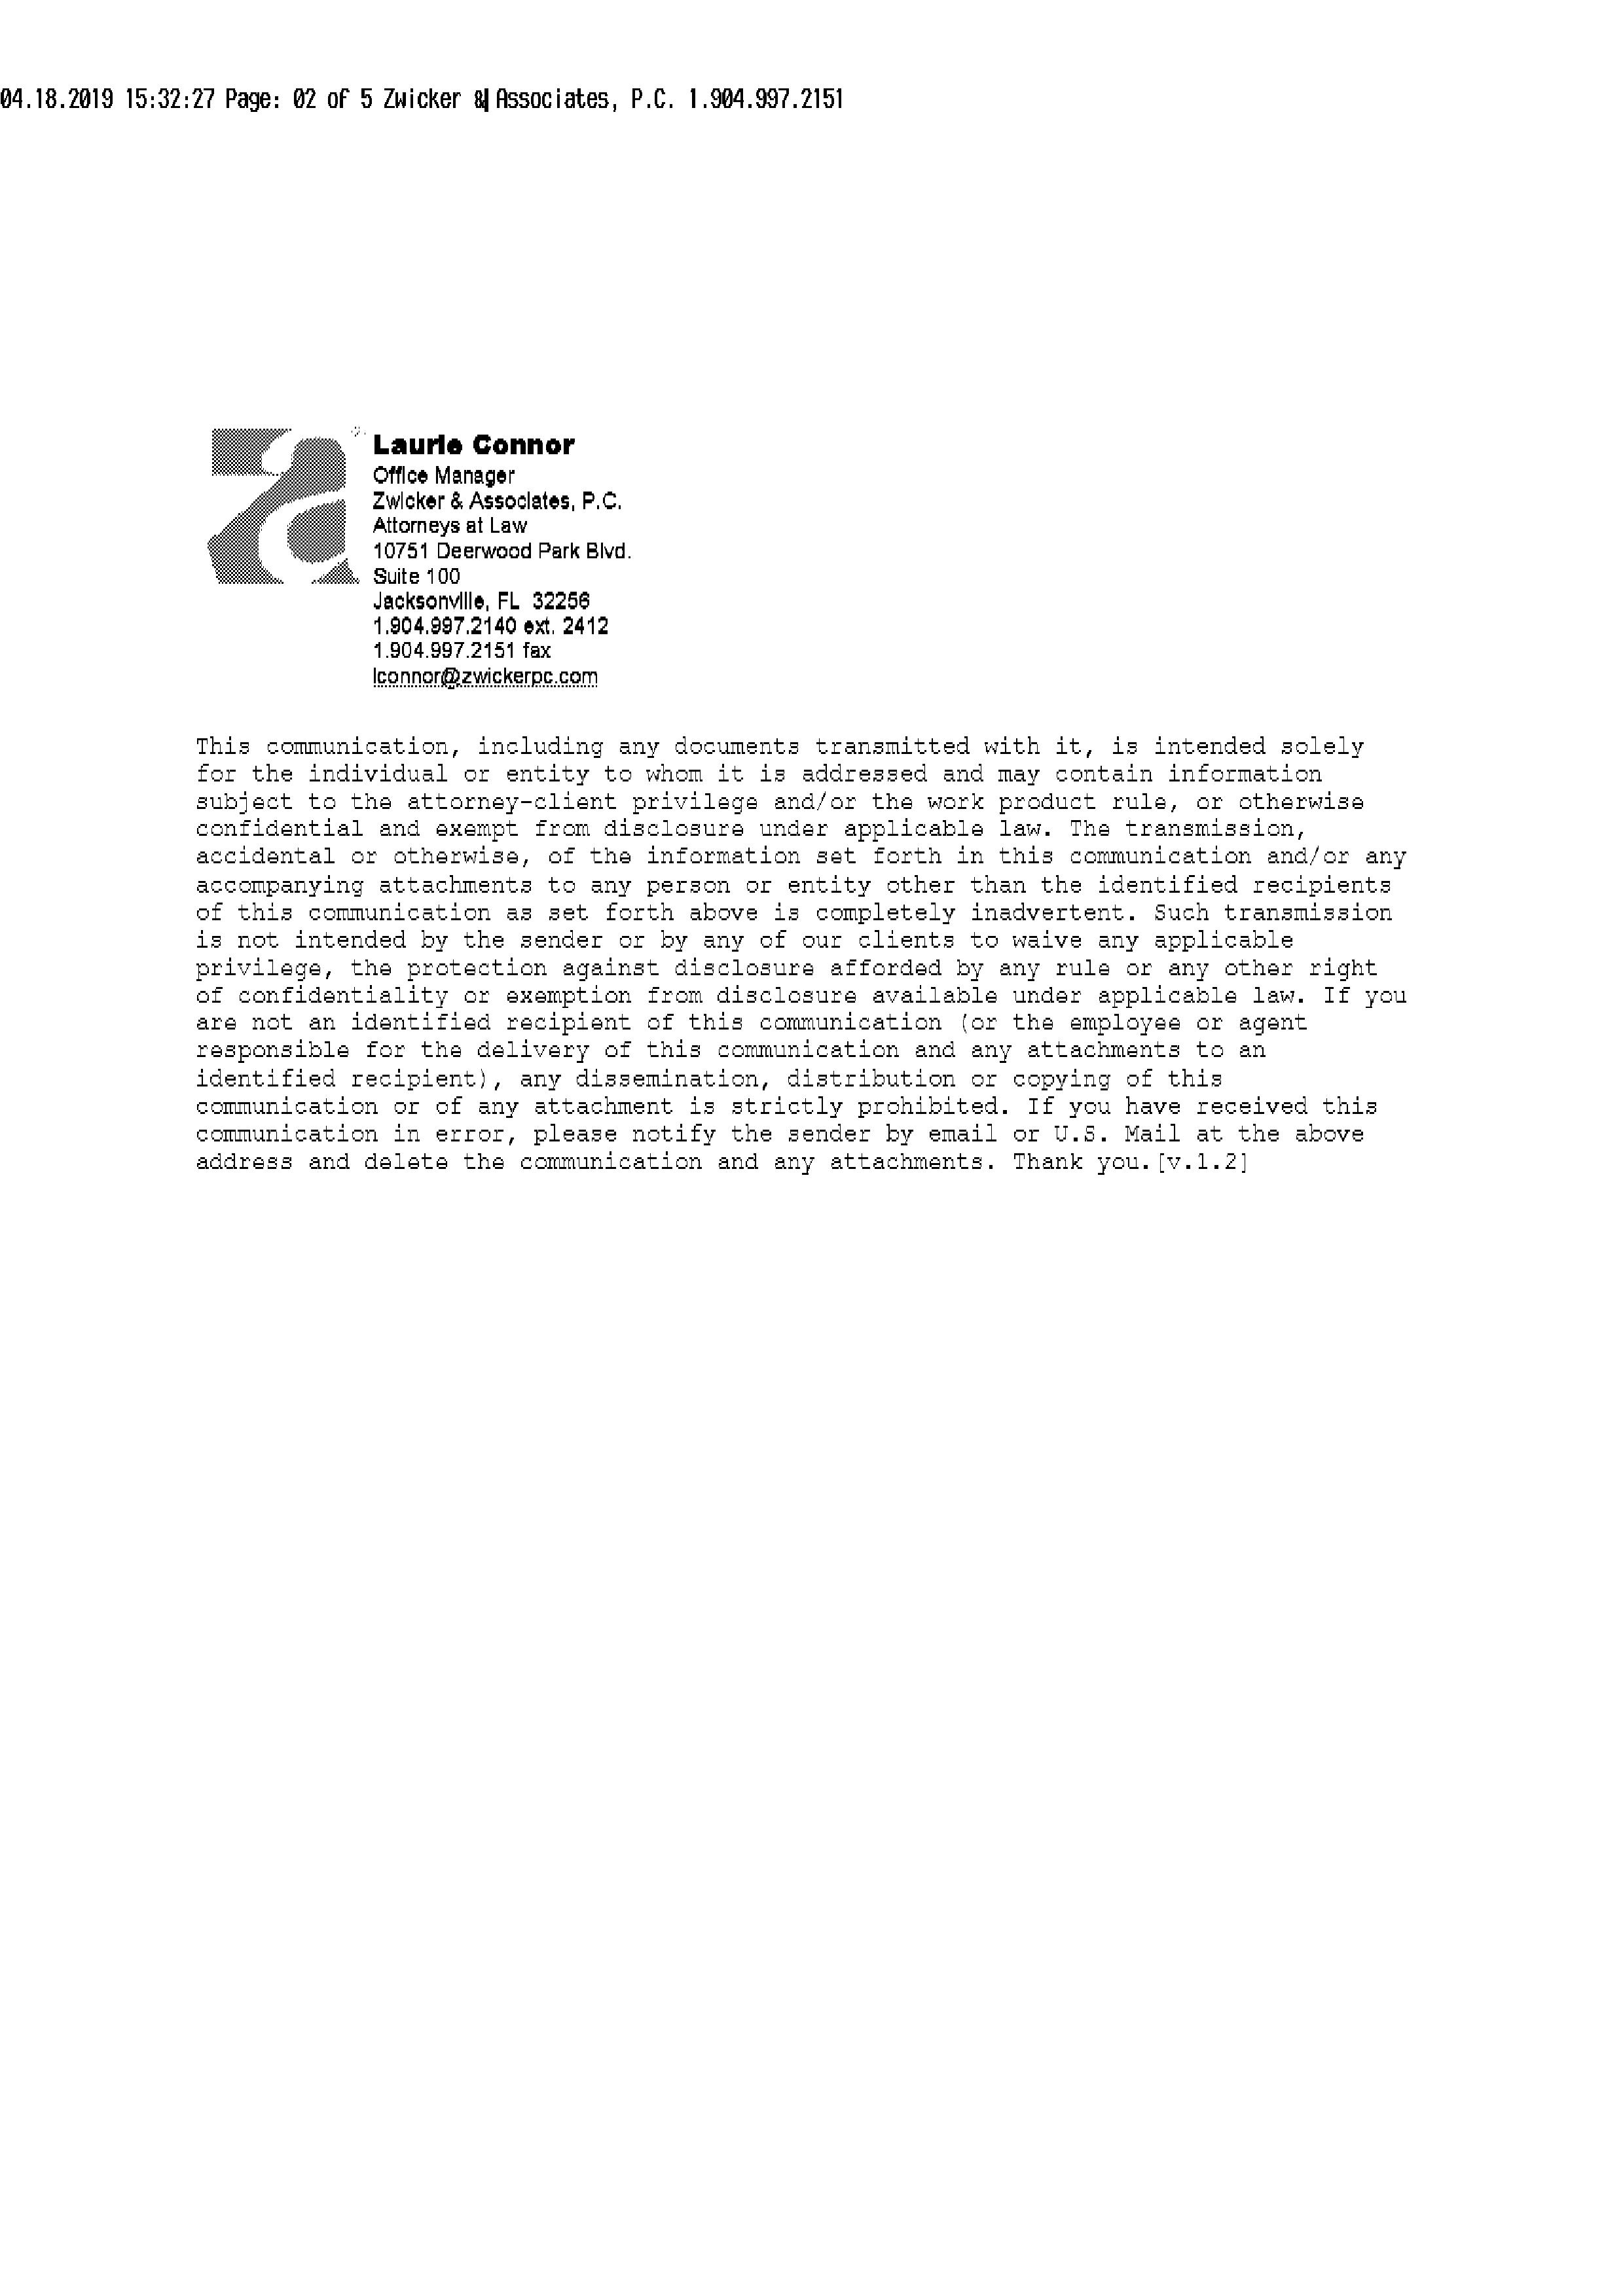 04.18.2019 15:32:27 Page: 02 of 5 Zwicker & Associates, P.C. 1.904.997.2151
Laurie Connor
Office Manager
Zwicker & Associates, P.C.
Attorneys at Law
10751 Deerwood Park Blvd.
Suite 100
Jacksonville, FL 32256
1.904.997.2140 ext. 2412
1.904.997.2151 fax
lconnor@zwickerpc.com
This communication, including any documents transmitted with it, is intended solely
for the individual or entity to whom it is addressed and may contain information
subject to the attorney-client privilege and/or the work product rule, or otherwise
confidential and exempt from disclosure under applicable law. The transmission,
accidental or otherwise, of the information set forth in this communication and/or any
accompanying attachments to any person or entity other than the identified recipients
of this communication as set forth above is completely inadvertent. Such transmission
is not intended by the sender or by any of our clients to waive any applicable
privilege, the protection against disclosure afforded by any rule or any other right
of confidentiality or exemption from disclosure available under applicable law. If you
are not an identified recipient of this communication (or the employee or agent
responsible for the delivery of this communication and any attachments to an
identified recipient), any dissemination, distribution or copying of this
communication or of any attachment is strictly prohibited. If you have received this
communication in error, please notify the sender by email or U.S. Mail at the above
address and delete the communication and any attachments. Thank you.[v.1.2]